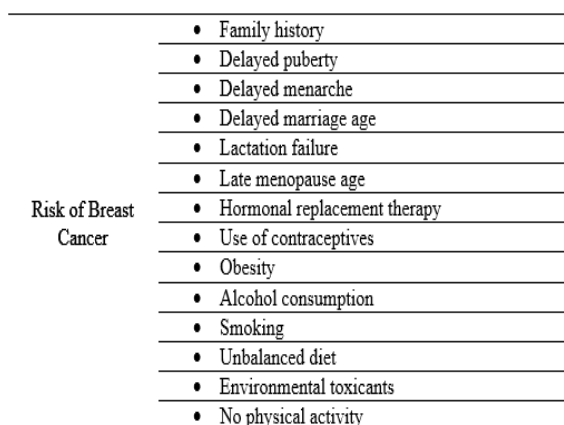 Risk of Breast
Cancer
• Family history
• Delayed puberty
• Delayed menarche
• Delayed marriage age
• Lactation failure
• Late menopause age
• Hormonal replacement therapy
• Use of contraceptives
• Obesity
• Alcohol consumption
• Smoking
• Unbalanced diet
• Environmental toxicants
• No physical activity